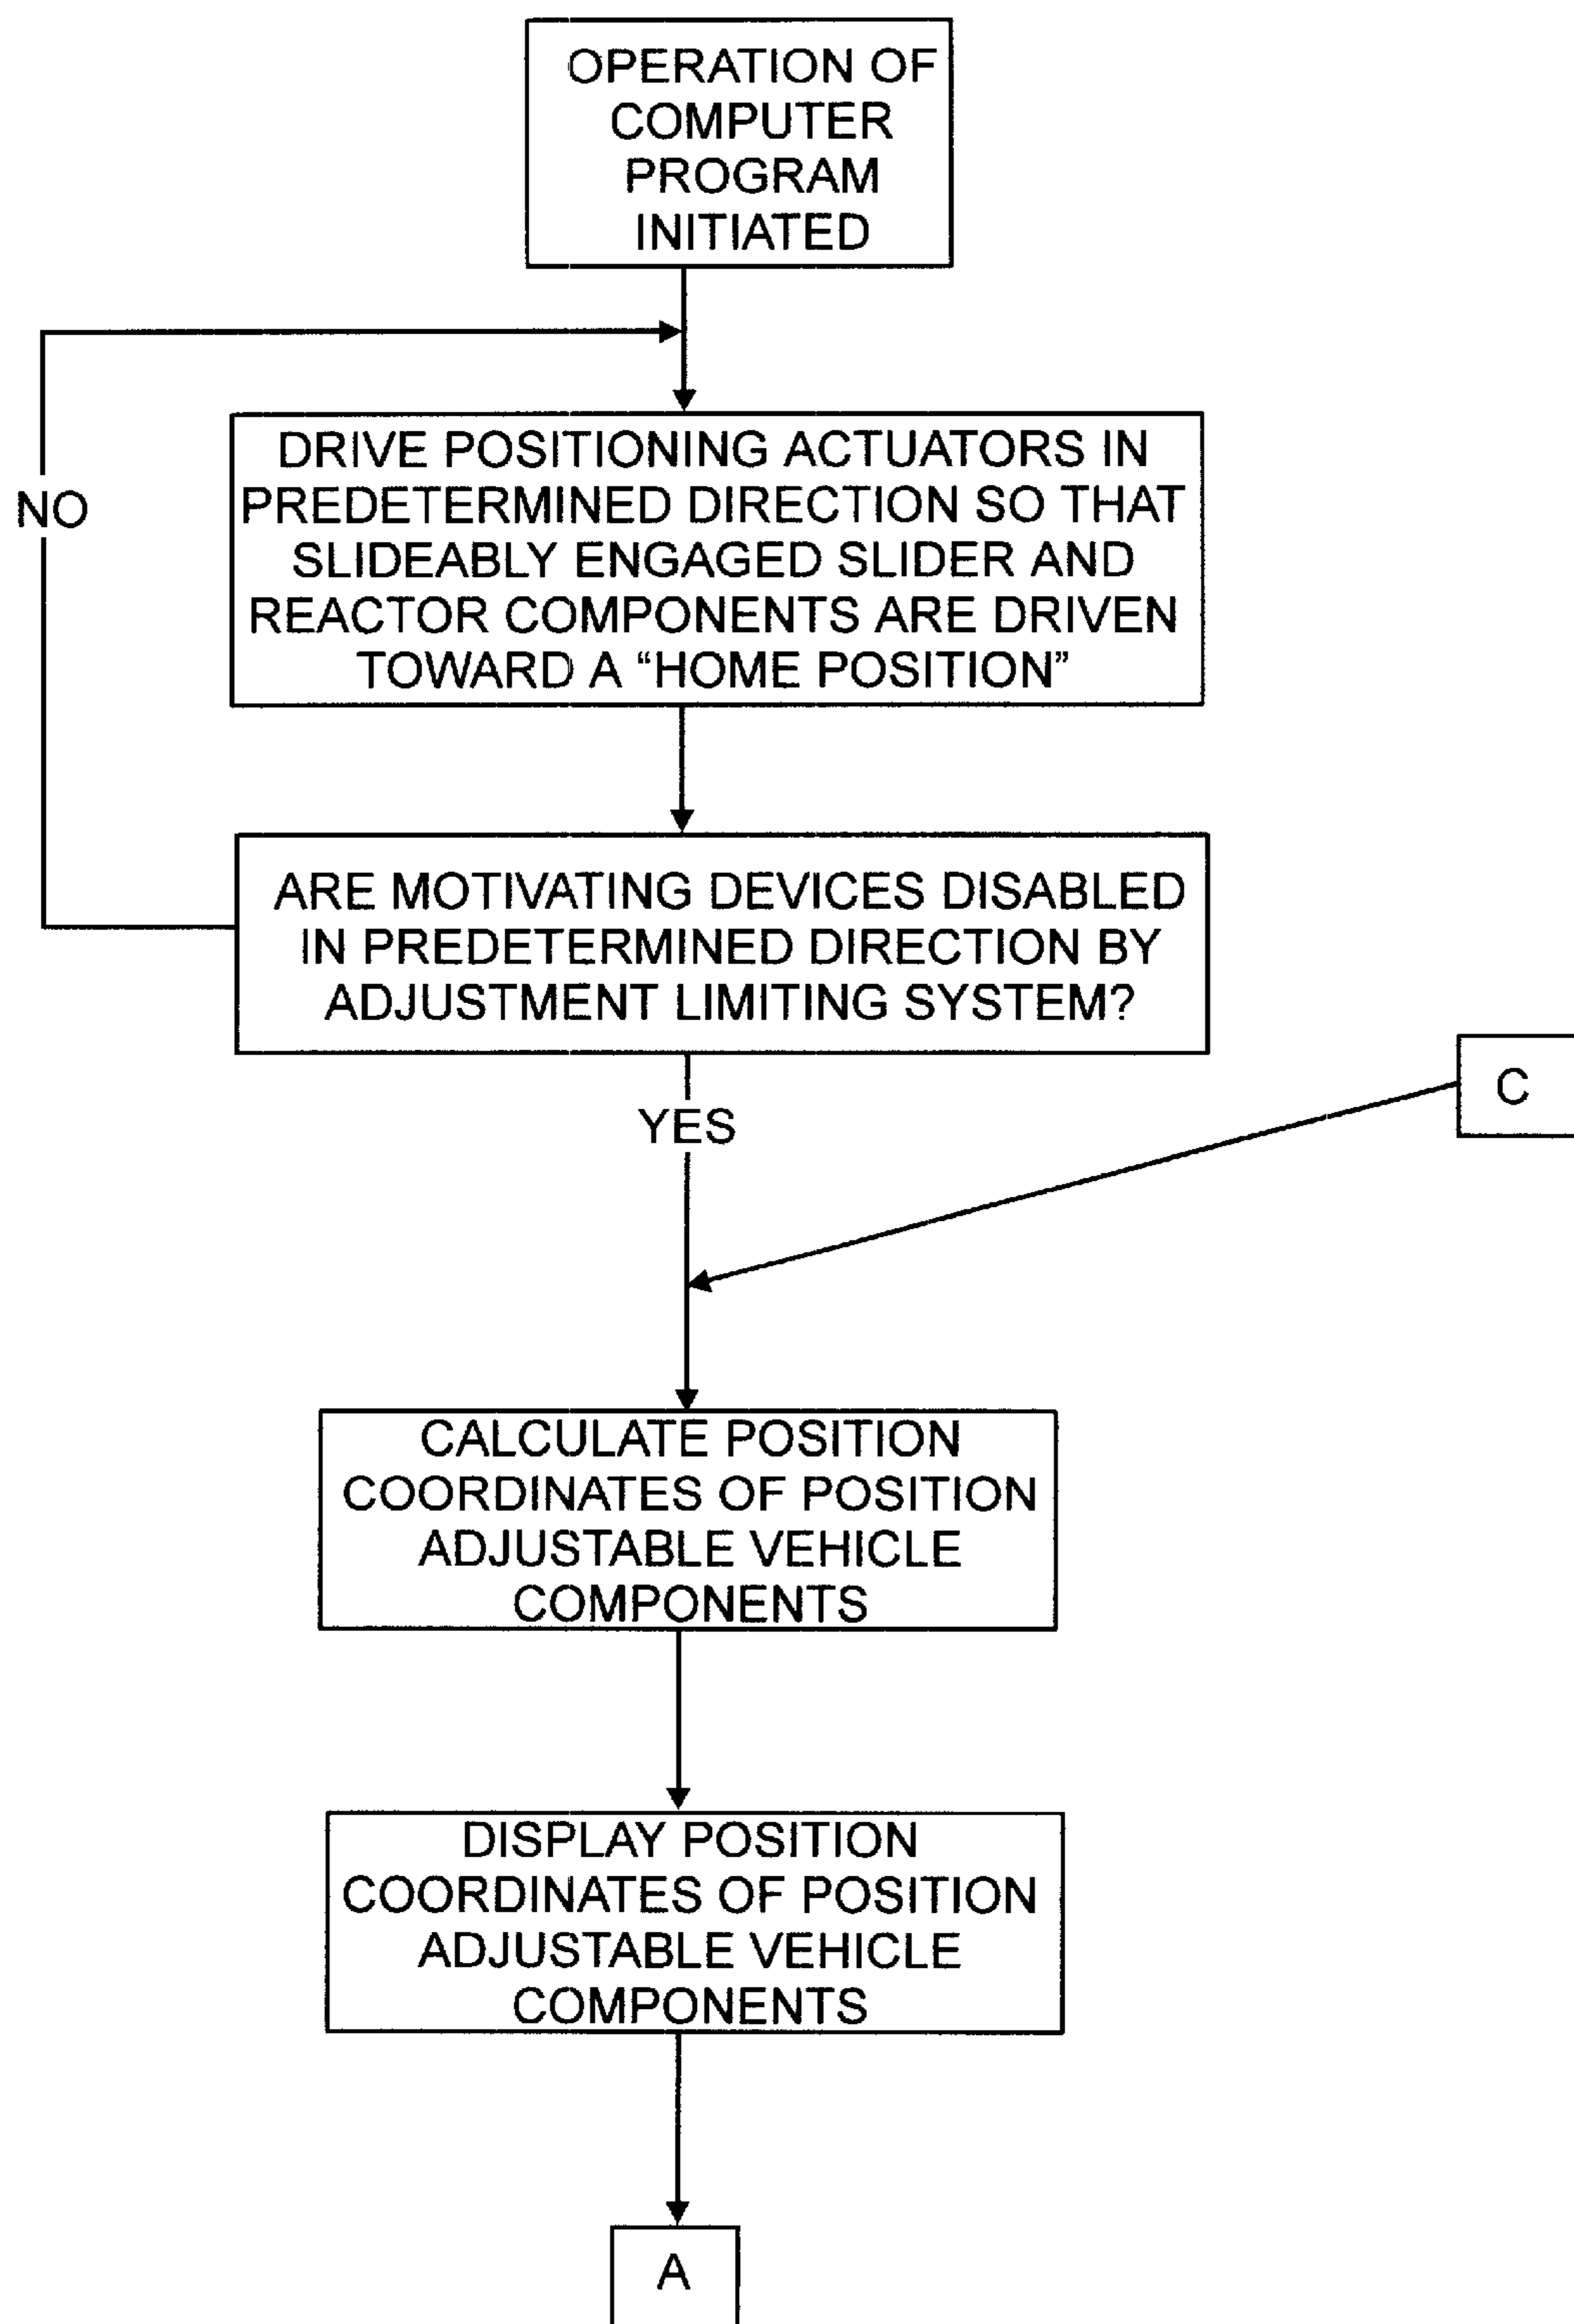 OPERATION OF
COMPUTER
PROGRAM
INITIATED
DRIVE POSITIONING ACTUATORS IN
PREDETERMINED DIRECTION SO THAT
SLIDEABLY ENGAGED SLIDER AND
REACTOR COMPONENTS ARE DRIVEN
TOWARD A “HOME POSITION”
NO
ARE MOTIVATING DEVICES DISABLED
IN PREDETERMINED DIRECTION BY
ADJUSTMENT LIMITING SYSTEM?
C
YES
CALCULATE POSITION
COORDINATES OF POSITION
ADJUSTABLE VEHICLE
COMPONENTS
DISPLAY POSITION
COORDINATES OF POSITION
ADJUSTABLE VEHICLE
COMPONENTS
A